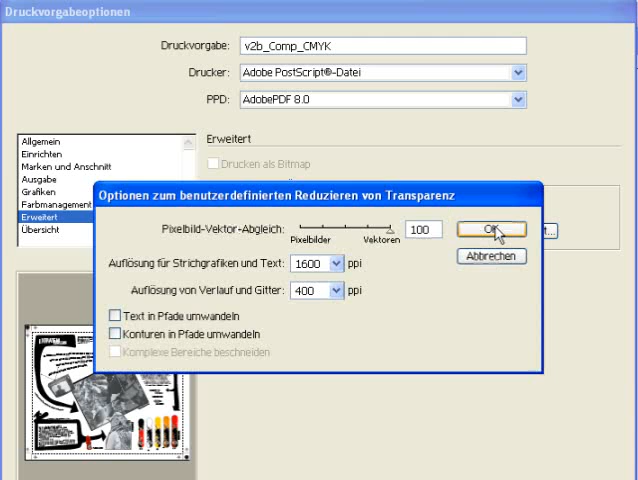 Druckvorgabeoptionen
Druckvorgabe: v2b_Comp_CMYK
Drucker: Adobe PostScript®-Datei
PPD: AdobePDF 8.0
Allgemein
Einrichten
Marken und Anschnitt
Ausgabe
Grafiken
Farbmanagement
Erweitert
Übersicht
Erweitert
Drucken als Bitmap
Optionen zum benutzerdefinierten Reduzieren von Transparenz
Pixelbild-Vektor-Abgleich: 100
Pixelbilder Vektoren
OK
Abbrechen
Auflösung für Strichgrafiken und Text: 1600 ppi
Auflösung von Verlauf und Gitter: 400 ppi
Text in Pfade umwandeln
Konturen in Pfade umwandeln
Komplexe Bereiche beschneiden